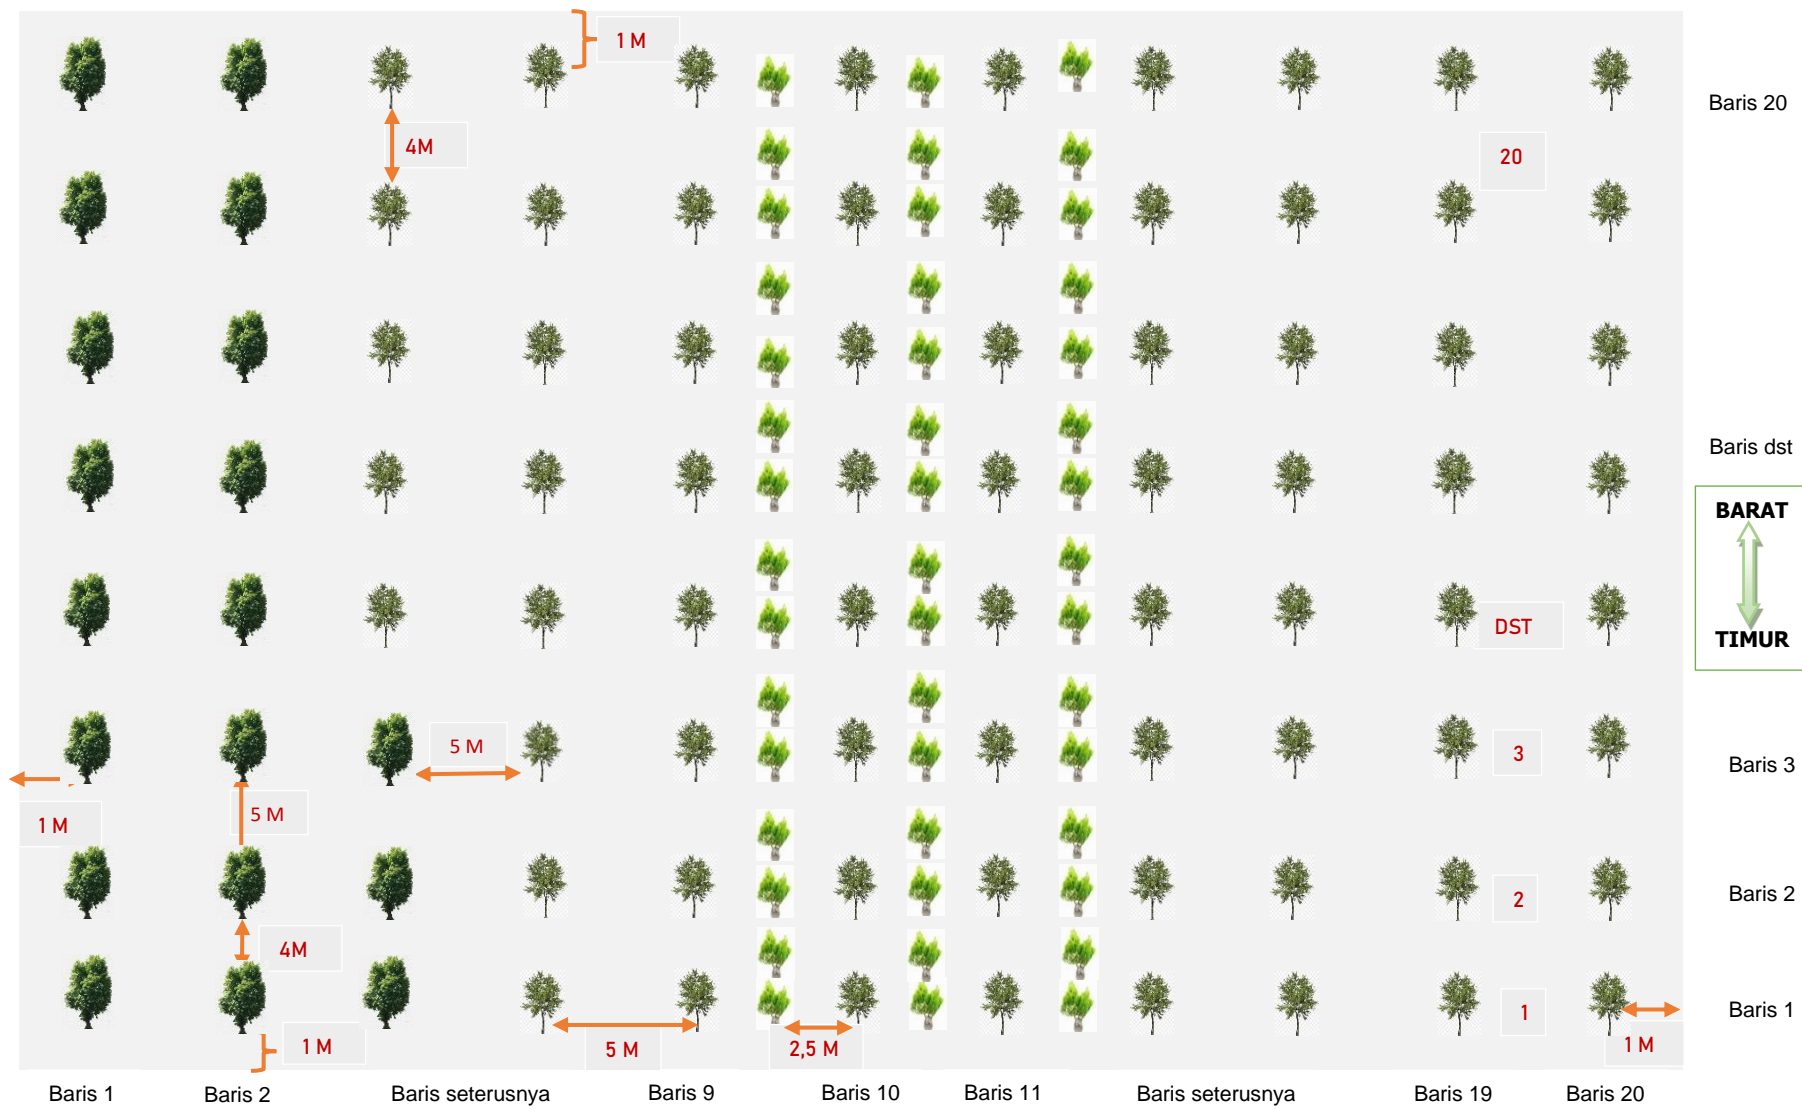 1 M
Baris 20
4M
20
Baris dst
BARAT
TIMUR
DST
5 M
3
Baris 3
1 M
5 M
2
Baris 2
4M
1
Baris 1
1 M
5 M
2,5 M
1 M
Baris 1
Baris 2
Baris seterusnya
Baris 9
Baris 10
Baris 11
Baris seterusnya
Baris 19
Baris 20